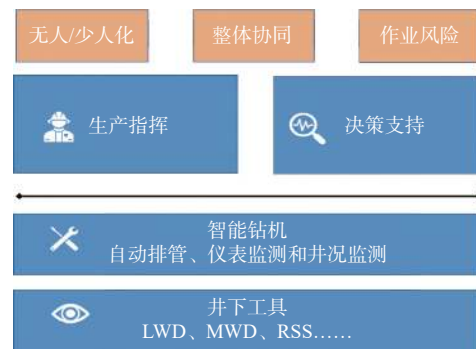 无人/少人化
整体协同
作业风险
生产指挥
决策支持
智能钻机
自动排管、仪表监测和井况监测
井下工具
LWD、MWD、RSS……